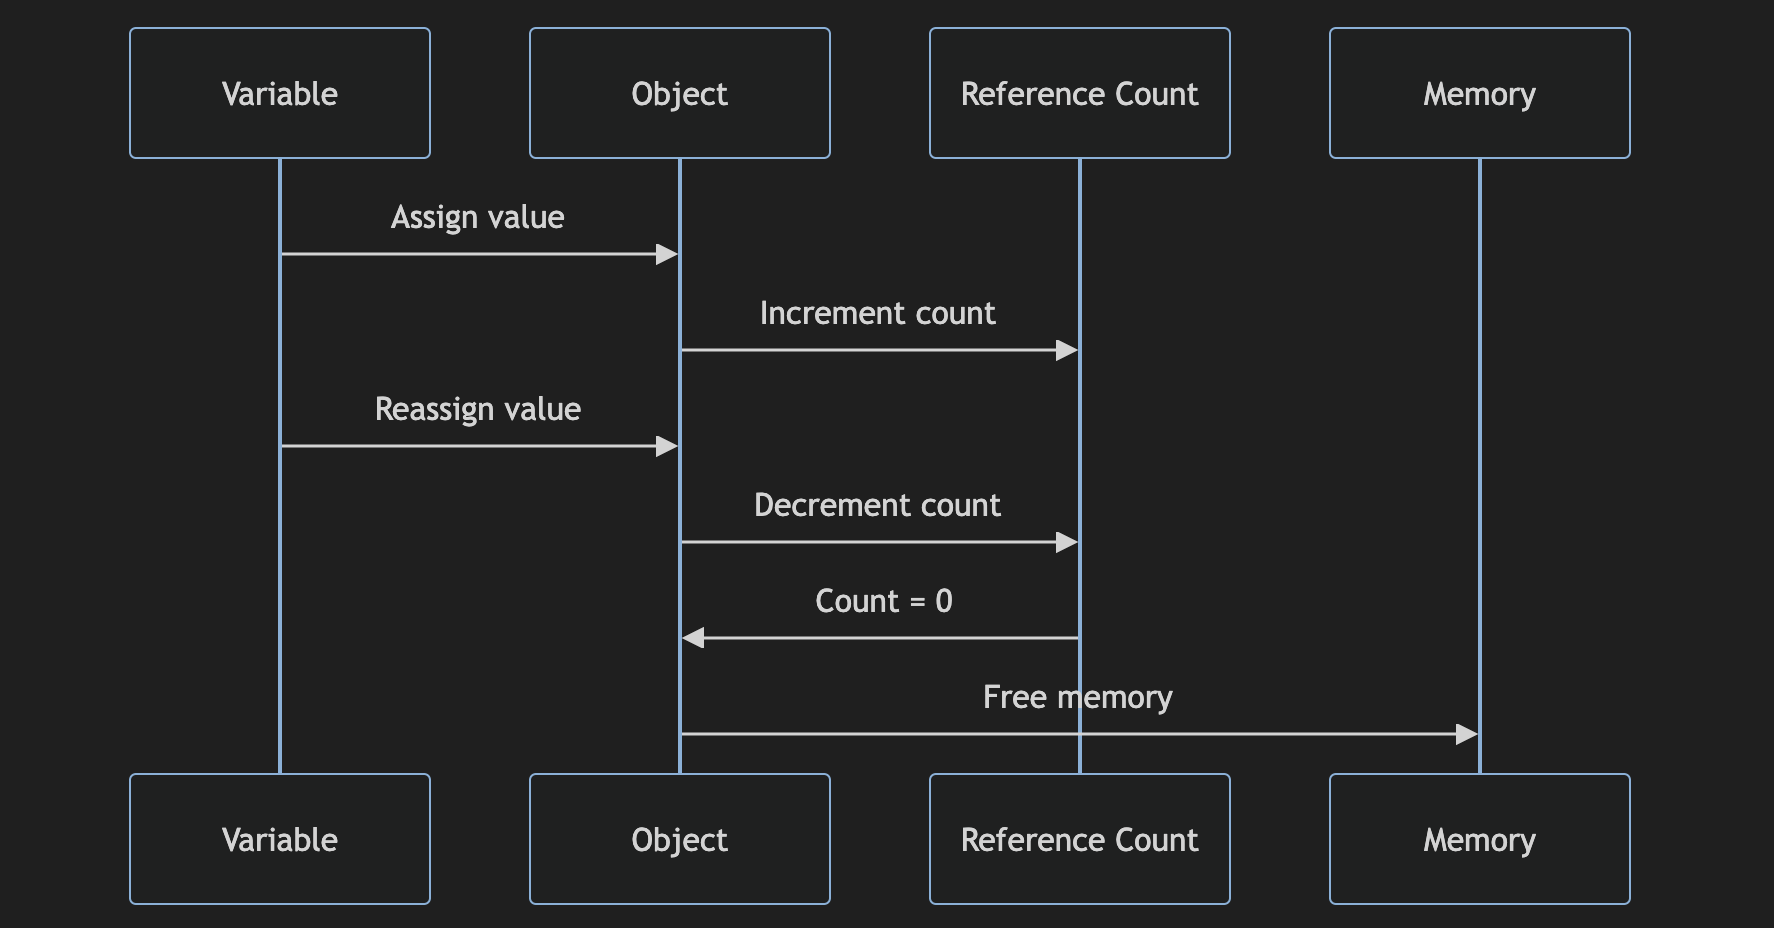 Variable
Object
Reference Count
Memory
Assign value
Increment count
Reassign value
Decrement count
Count = 0
Free memory
Variable
Object
Reference Count
Memory